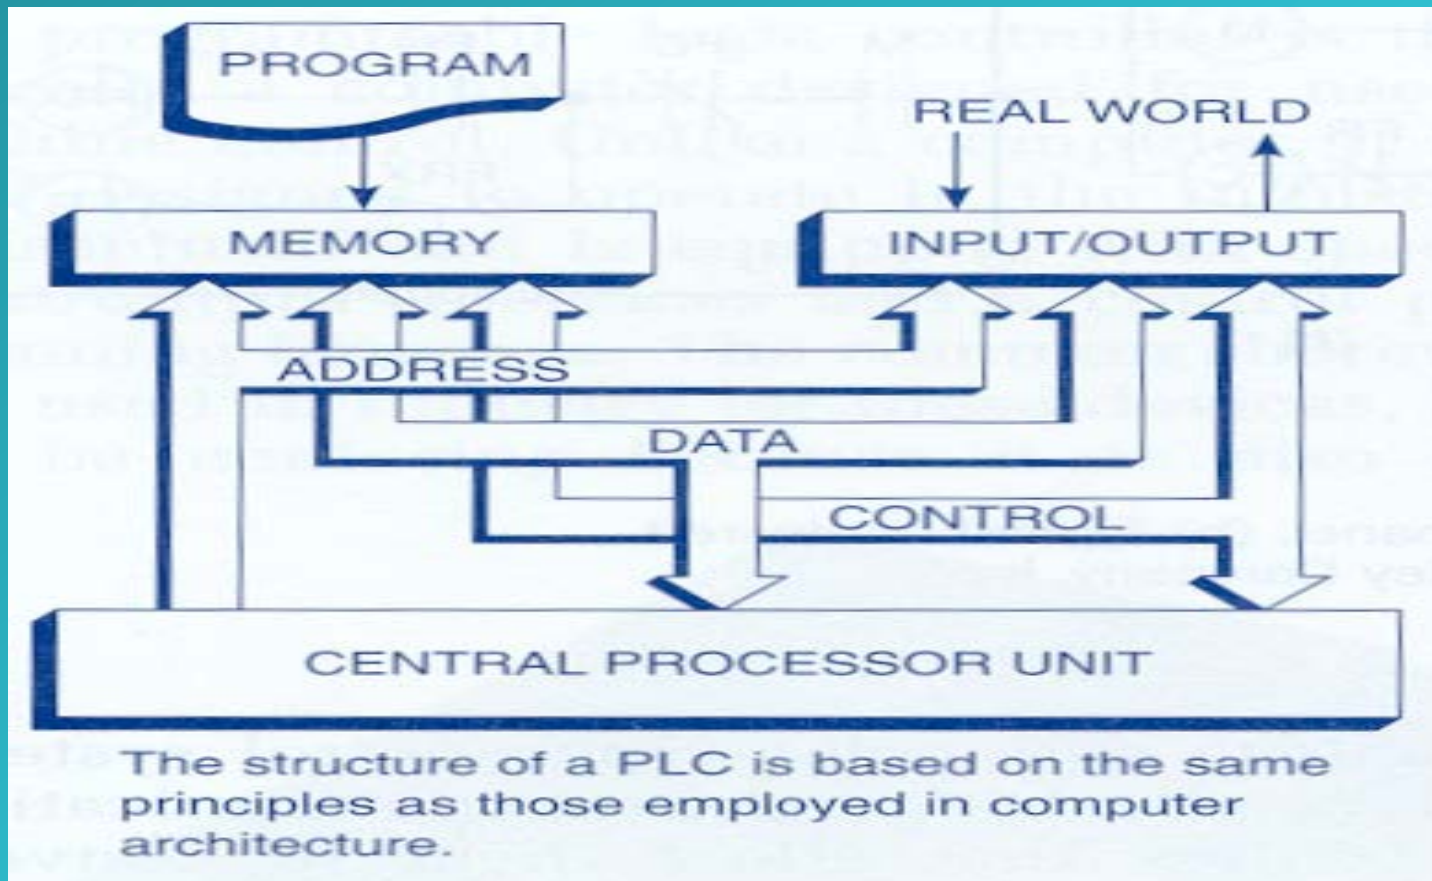 PROGRAM
REAL WORLD
MEMORY
INPUT/OUTPUT
ADDRESS
DATA
CONTROL
CENTRAL PROCESSOR UNIT
The structure of a PLC is based on the same
principles as those employed in computer
architecture.